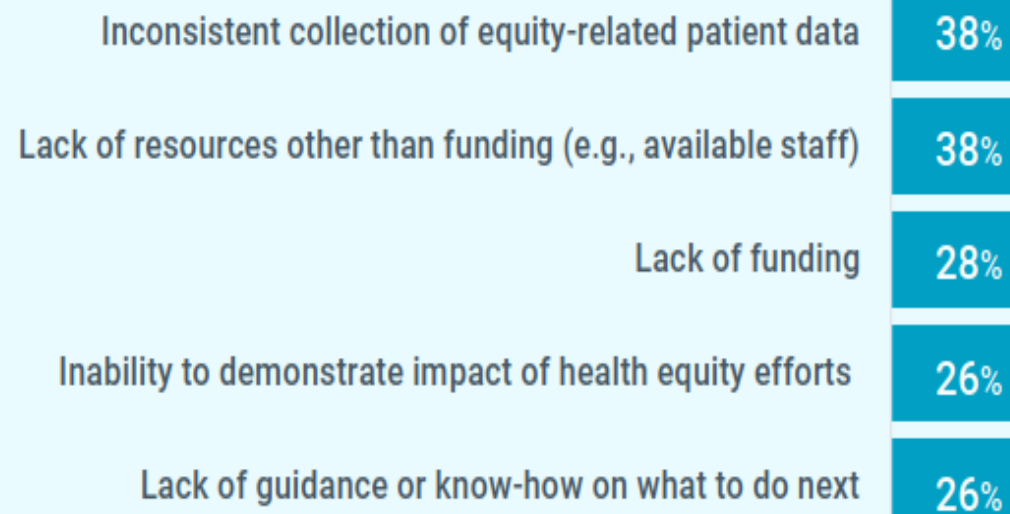 Inconsistent collection of equity-related patient data 38%
Lack of resources other than funding (e.g., available staff) 38%
Lack of funding 28%
Inability to demonstrate impact of health equity efforts 26%
Lack of guidance or know-how on what to do next 26%